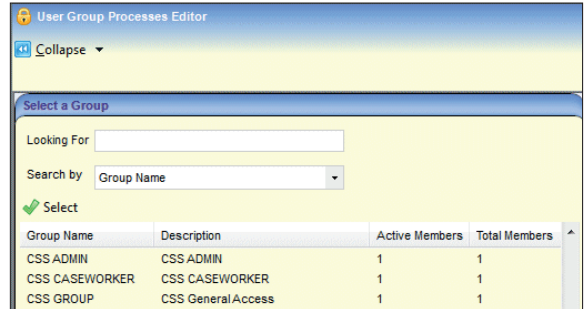 User Group Processes Editor
Collapse
Select a Group
Looking For
Search by Group Name
Select
Group Name Description Active Members Total Members
CSS ADMIN CSS ADMIN 1 1
CSS CASEWORKER CSS CASEWORKER 1 1
CSS GROUP CSS General Access 1 1